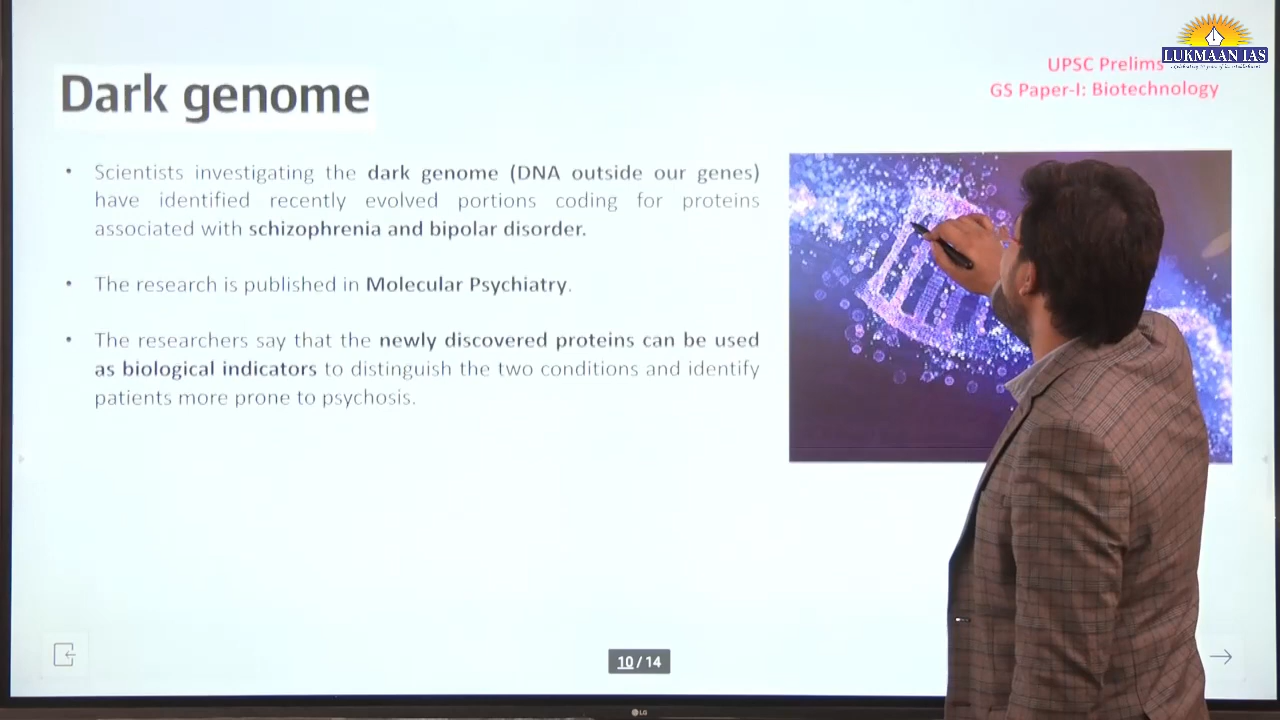 LUKMAAN IAS
UPSC Prelims
GS Paper-I: Biotechnology
Dark genome
• Scientists investigating the dark genome (DNA outside our genes)
have identified recently evolved portions coding for proteins
associated with schizophrenia and bipolar disorder.
• The research is published in Molecular Psychiatry.
• The researchers say that the newly discovered proteins can be used
as biological indicators to distinguish the two conditions and identify
patients more prone to psychosis.
10 / 14
LG